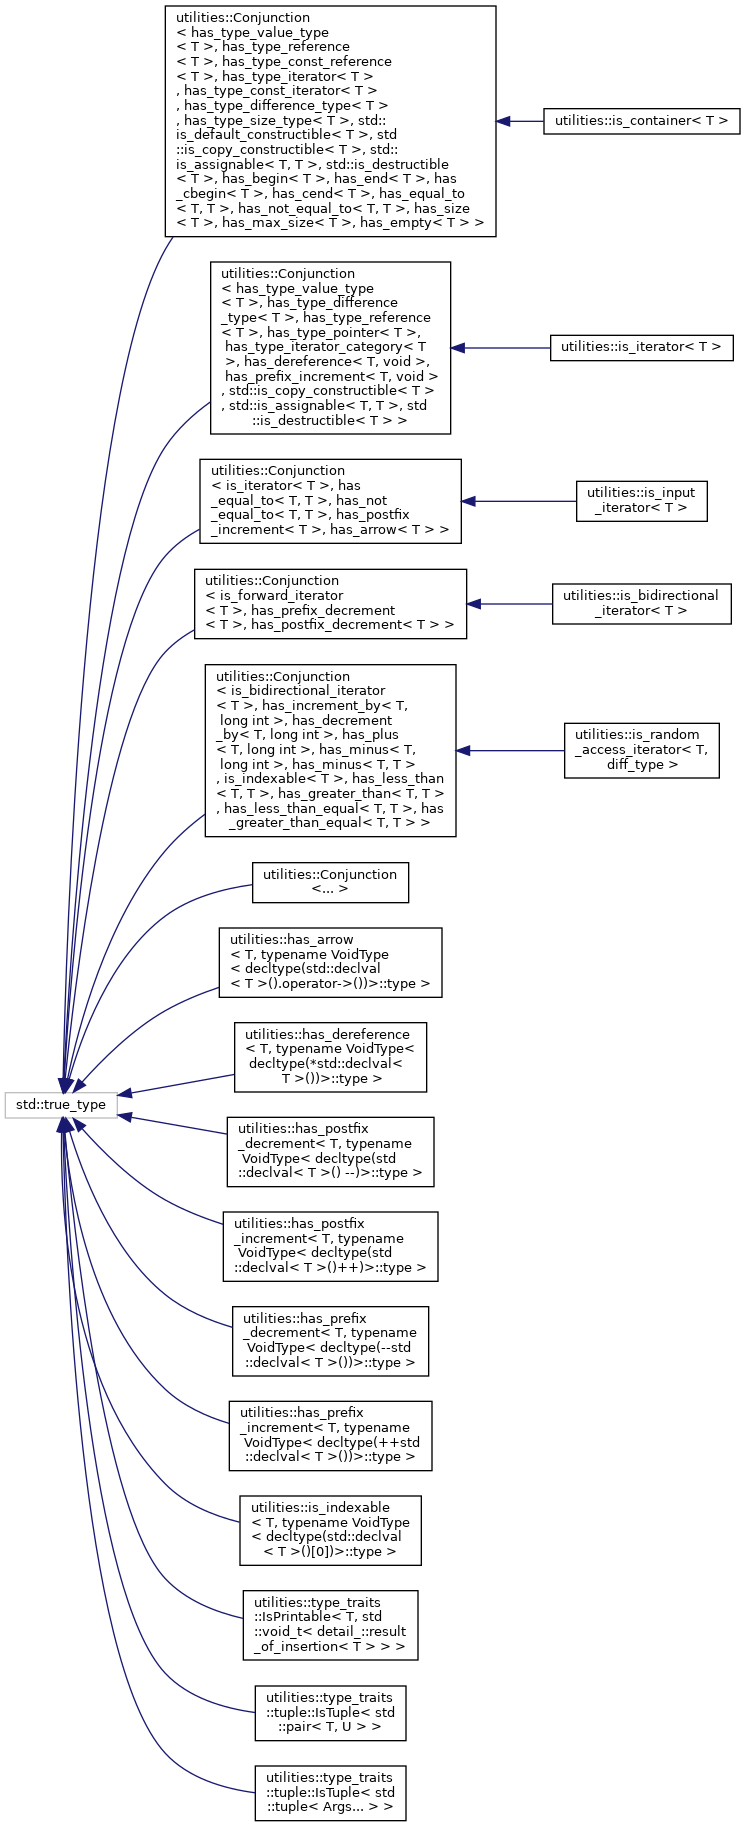 utilities::Conjunction
< has_type_value_type
< T >, has_type_reference
< T >, has_type_const_reference
< T >, has_type_iterator< T >
, has_type_const_iterator< T >
, has_type_difference_type< T >
, has_type_size_type< T >, std::
is_default_constructible< T >, std
::is_copy_constructible< T >, std::
is_assignable< T, T >, std::is_destructible
< T >, has_begin< T >, has_end< T >, has
_cbegin< T >, has_cend< T >, has_equal_to
< T, T >, has_not_equal_to< T, T >, has_size
< T >, has_max_size< T >, has_empty< T > >
utilities::is_container< T >
utilities::Conjunction
< has_type_value_type
< T >, has_type_difference
_type< T >, has_type_reference
< T >, has_type_pointer< T >,
has_type_iterator_category< T
>, has_dereference< T, void >,
has_prefix_increment< T, void >
, std::is_copy_constructible< T >
, std::is_assignable< T, T >, std
::is_destructible< T > >
utilities::is_iterator< T >
utilities::Conjunction
< is_iterator< T >, has
_equal_to< T, T >, has_not
_equal_to< T, T >, has_postfix
_increment< T >, has_arrow< T > >
utilities::is_input
_iterator< T >
utilities::Conjunction
< is_forward_iterator
< T >, has_prefix_decrement
< T >, has_postfix_decrement< T > >
utilities::is_bidirectional
_iterator< T >
utilities::Conjunction
< is_bidirectional_iterator
< T >, has_increment_by< T,
long int >, has_decrement
_by< T, long int >, has_plus
< T, long int >, has_minus< T,
long int >, has_minus< T, T >
, is_indexable< T >, has_less_than
< T, T >, has_greater_than< T, T >
, has_less_than_equal< T, T >, has
_greater_than_equal< T, T > >
utilities::is_random
_access_iterator< T,
diff_type >
utilities::Conjunction
<... >
utilities::has_arrow
< T, typename VoidType
< decltype(std::declval
< T >().operator->())>::type >
utilities::has_dereference
< T, typename VoidType<
decltype(*std::declval<
T >())>::type >
std::true_type
utilities::has_postfix
_decrement< T, typename
VoidType< decltype(std
::declval< T >() --)>::type >
utilities::has_postfix
_increment< T, typename
VoidType< decltype(std
::declval< T >()++)>::type >
utilities::has_prefix
_decrement< T, typename
VoidType< decltype(--std
::declval< T >())>::type >
utilities::has_prefix
_increment< T, typename
VoidType< decltype(++std
::declval< T >())>::type >
utilities::is_indexable
< T, typename VoidType
< decltype(std::declval
< T >()[0])>::type >
utilities::type_traits
::IsPrintable< T, std
::void_t< detail_::result
_of_insertion< T > > >
utilities::type_traits
::tuple::IsTuple< std
::pair< T, U > >
utilities::type_traits
::tuple::IsTuple< std
::tuple< Args... > >